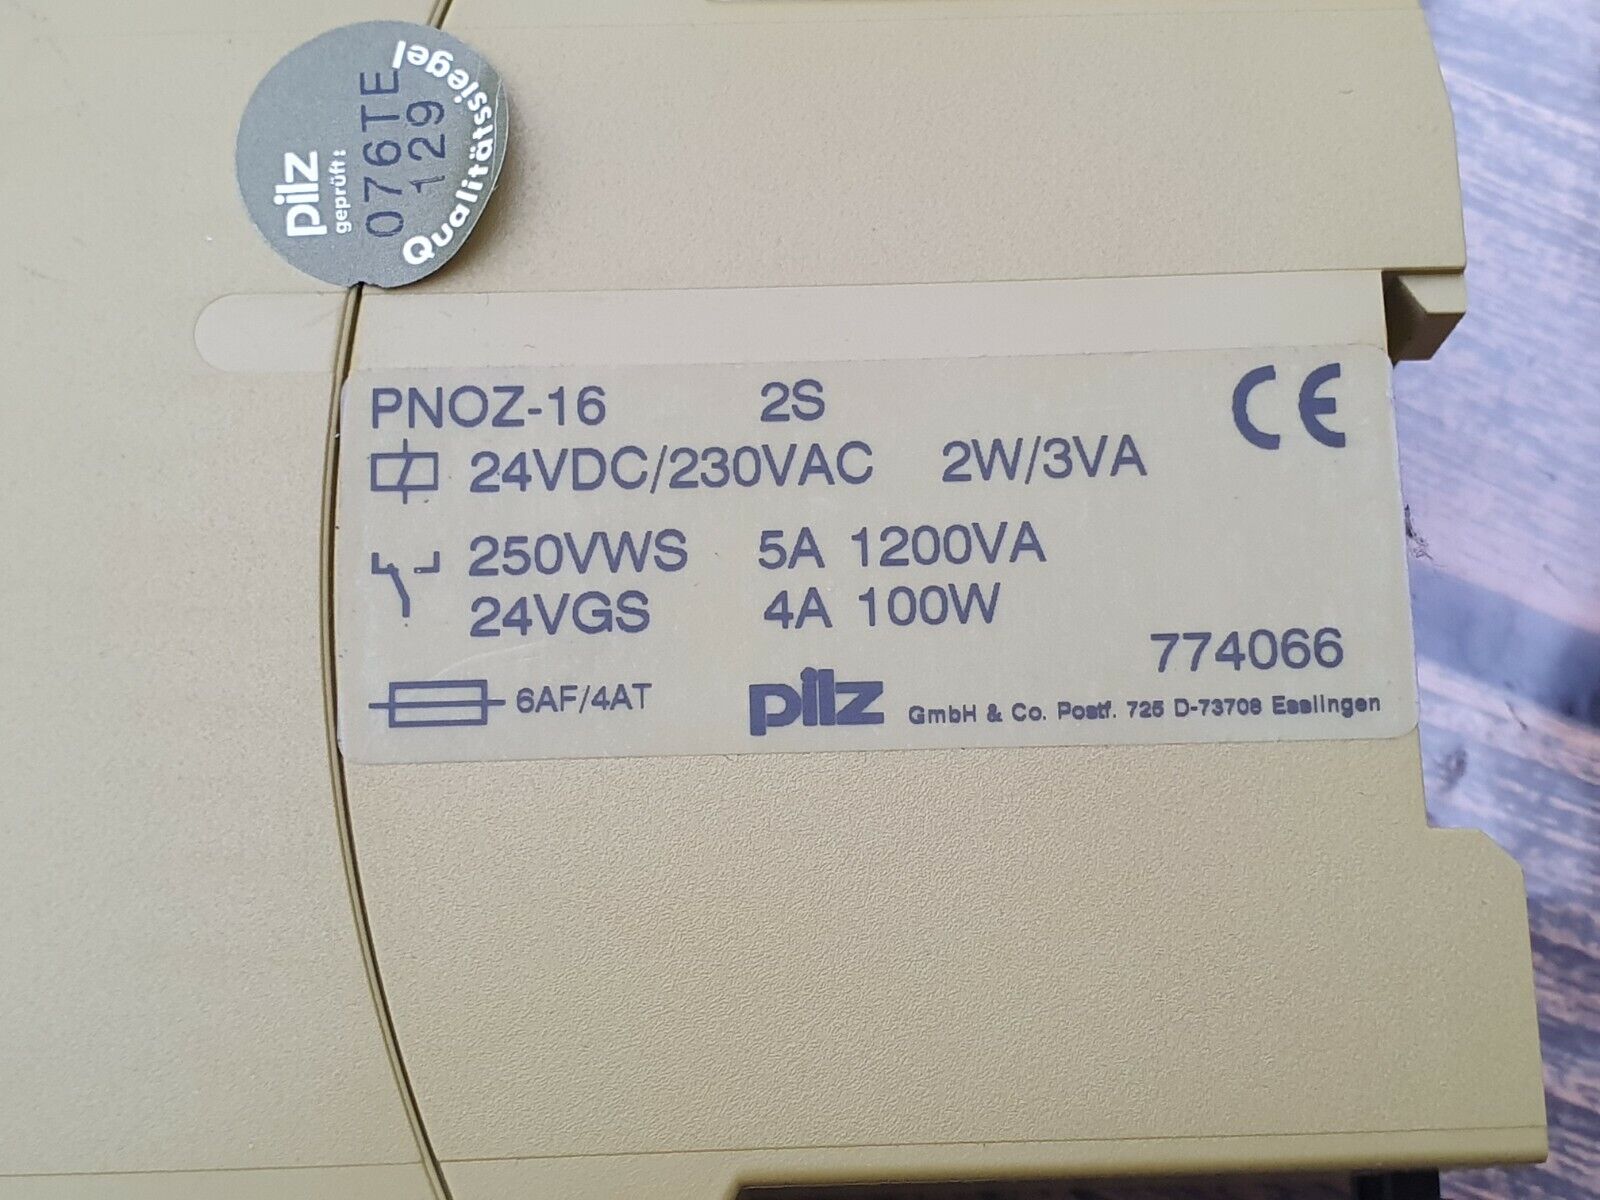 pilz
geprüft:
076TE
129
Qualitätssiegel
PNOZ-16 2S CE
24VDC/230VAC 2W/3VA
250VWS 5A 1200VA
24VGS 4A 100W
774066
6AF/4AT pilz GmbH & Co. Postf. 725 D-73708 Esslingen